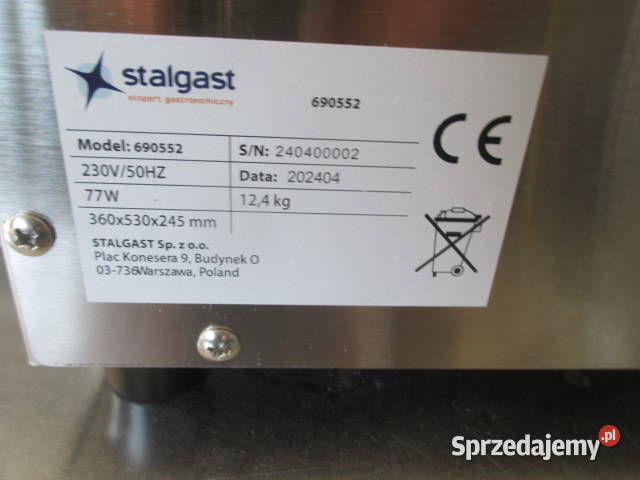 stalgast
ekspert gastronomiczny
690552
Model: 690552
S/N: 240400002
230V/50HZ
Data: 202404
77W
12,4 kg
360x530x245 mm
STALGAST Sp. z o.o.
Plac Konesera 9, Budynek O
03-736Warszawa, Poland
CE
Sprzedajemy.pl